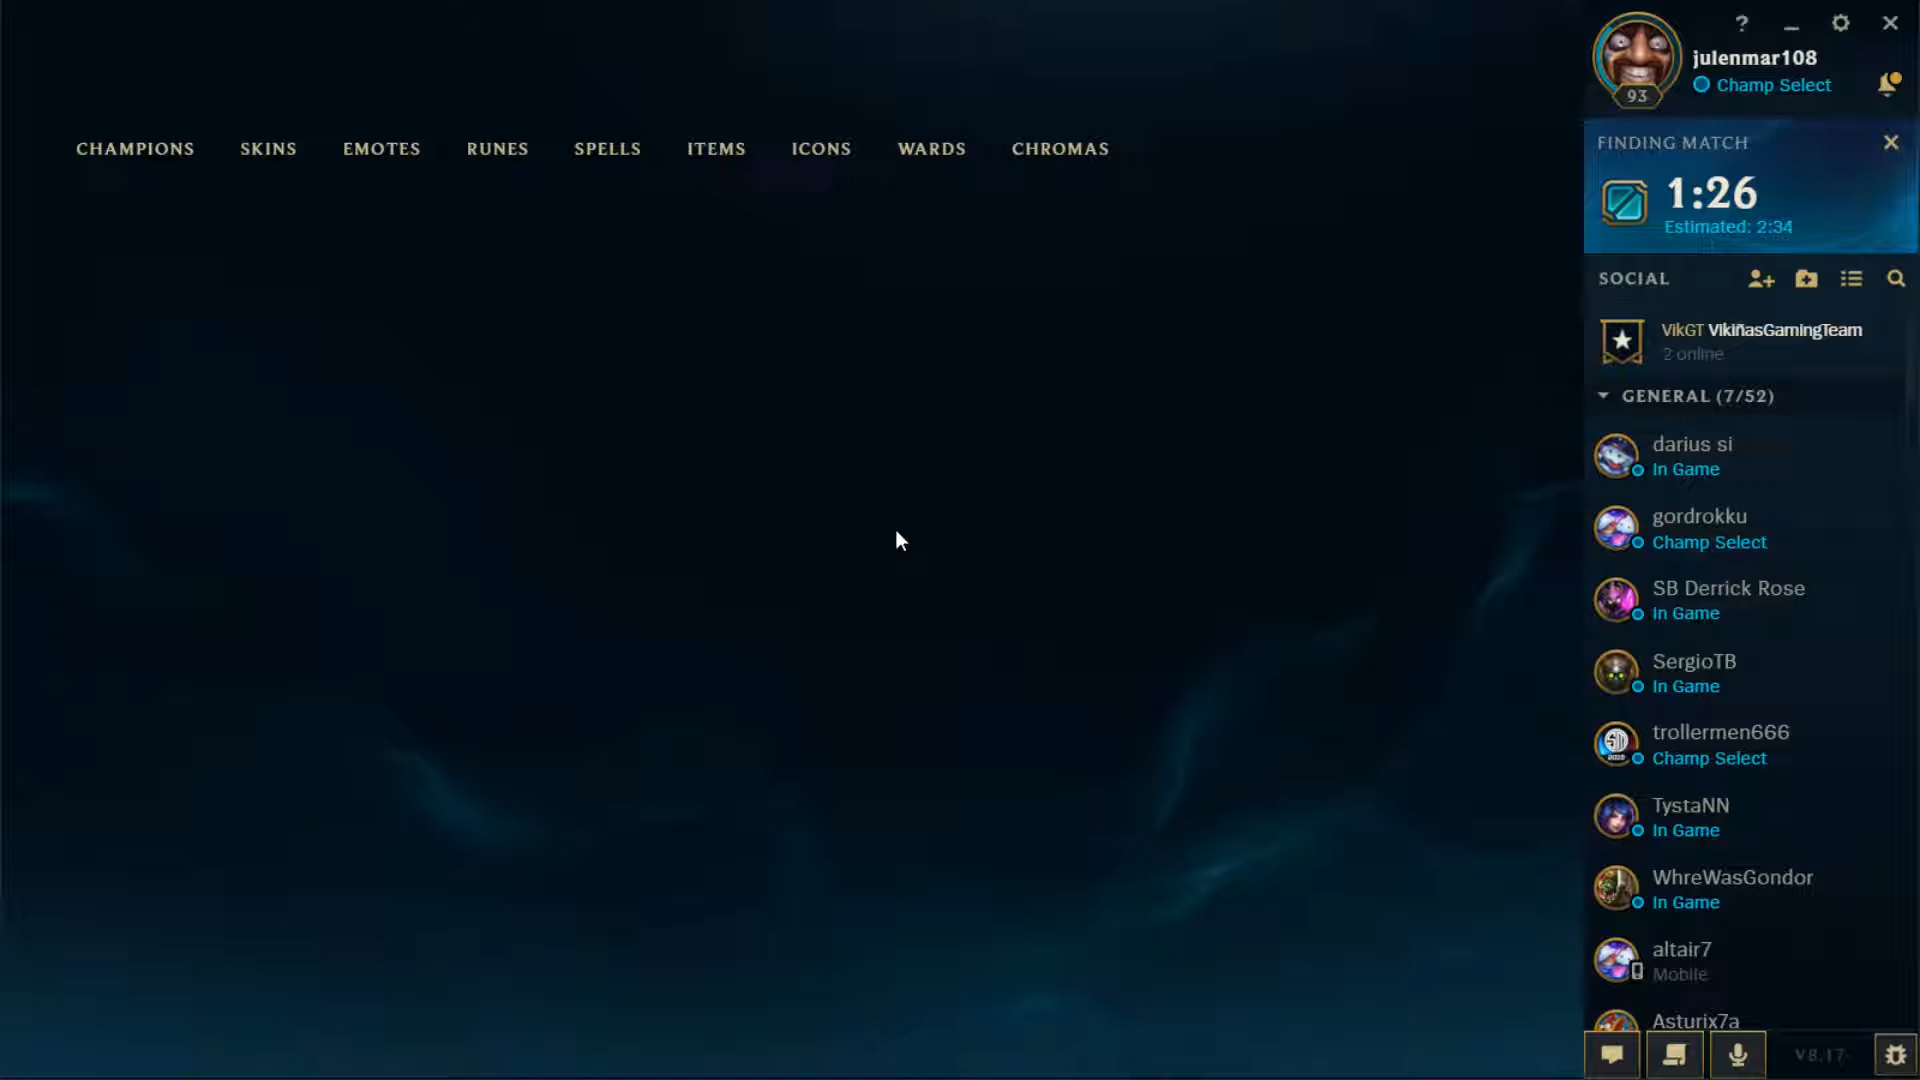 ?
julenmar108
93
Champ Select
CHAMPIONS SKINS EMOTES RUNES SPELLS ITEMS ICONS WARDS CHROMAS
FINDING MATCH
1:26
Estimated: 2:34
SOCIAL
VikGT VikiñasGamingTeam
2 online
GENERAL (7/52)
darius si
In Game
gordrokku
Champ Select
SB Derrick Rose
In Game
SergioTB
In Game
trollermen666
Champ Select
TystaNN
In Game
WhreWasGondor
In Game
altair7
Mobile
Asturix7a
V8.17